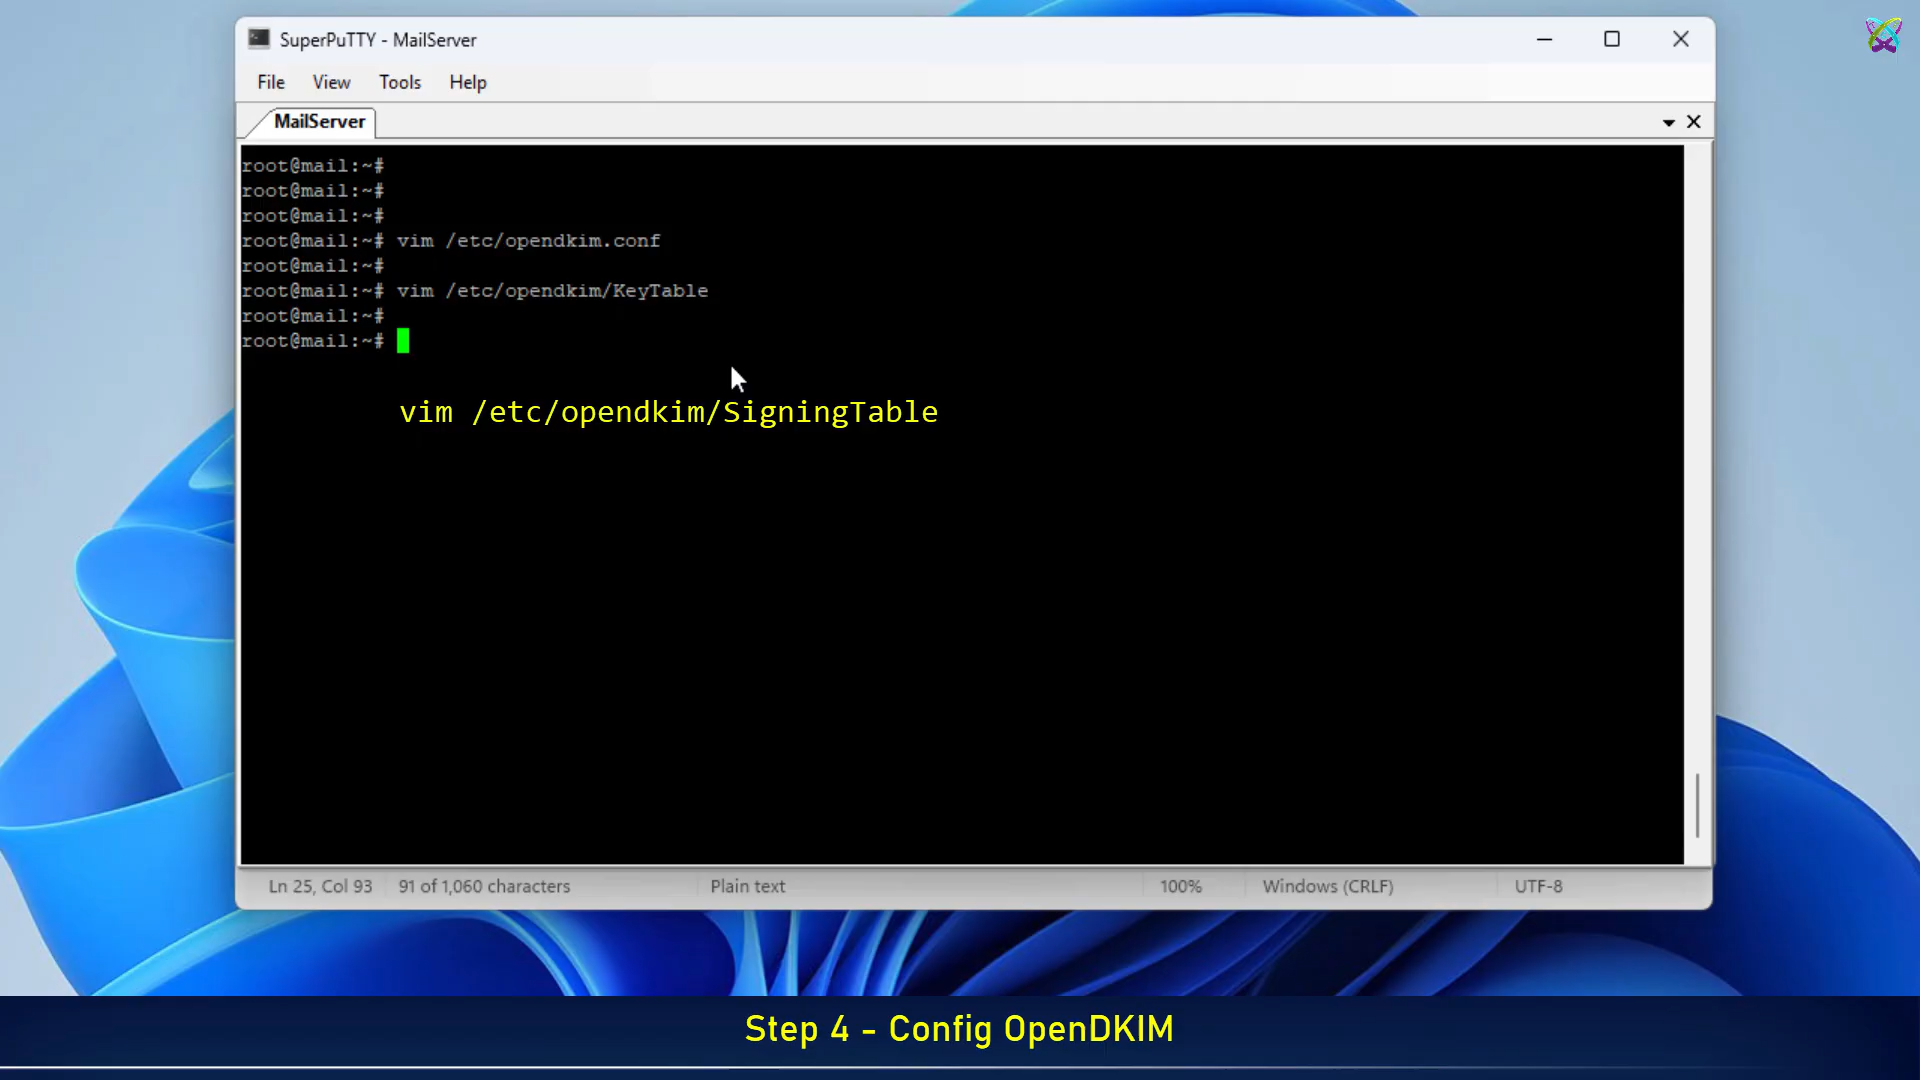 SuperPuTTY - MailServer
File View Tools Help
MailServer
root@mail:~#
root@mail:~#
root@mail:~#
root@mail:~# vim /etc/opendkim.conf
root@mail:~#
root@mail:~# vim /etc/opendkim/KeyTable
root@mail:~#
root@mail:~#
vim /etc/opendkim/SigningTable
Ln 25, Col 93 91 of 1,060 characters Plain text 100% Windows (CRLF) UTF-8
Step 4 - Config OpenDKIM